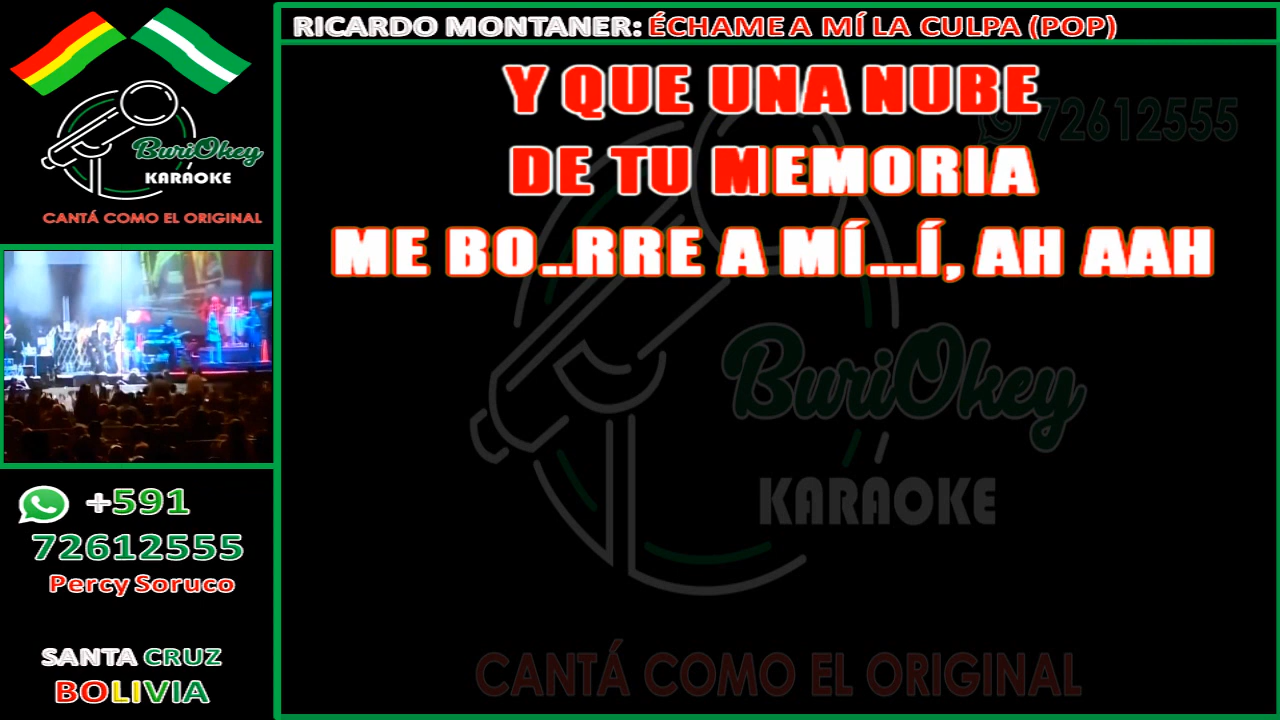 RICARDO MONTANER: ÉCHAME A MÍ LA CULPA (POP)
BuriOkey
KARAOKE
CANTÁ COMO EL ORIGINAL
Y QUE UNA NUBE
DE TU MEMORIA
ME BO..RRE A MÍ...Í, AH AAH
72612555
BuriOkey
KARAOKE
CANTÁ COMO EL ORIGINAL
+591
72612555
Percy Soruco
SANTA CRUZ
BOLIVIA